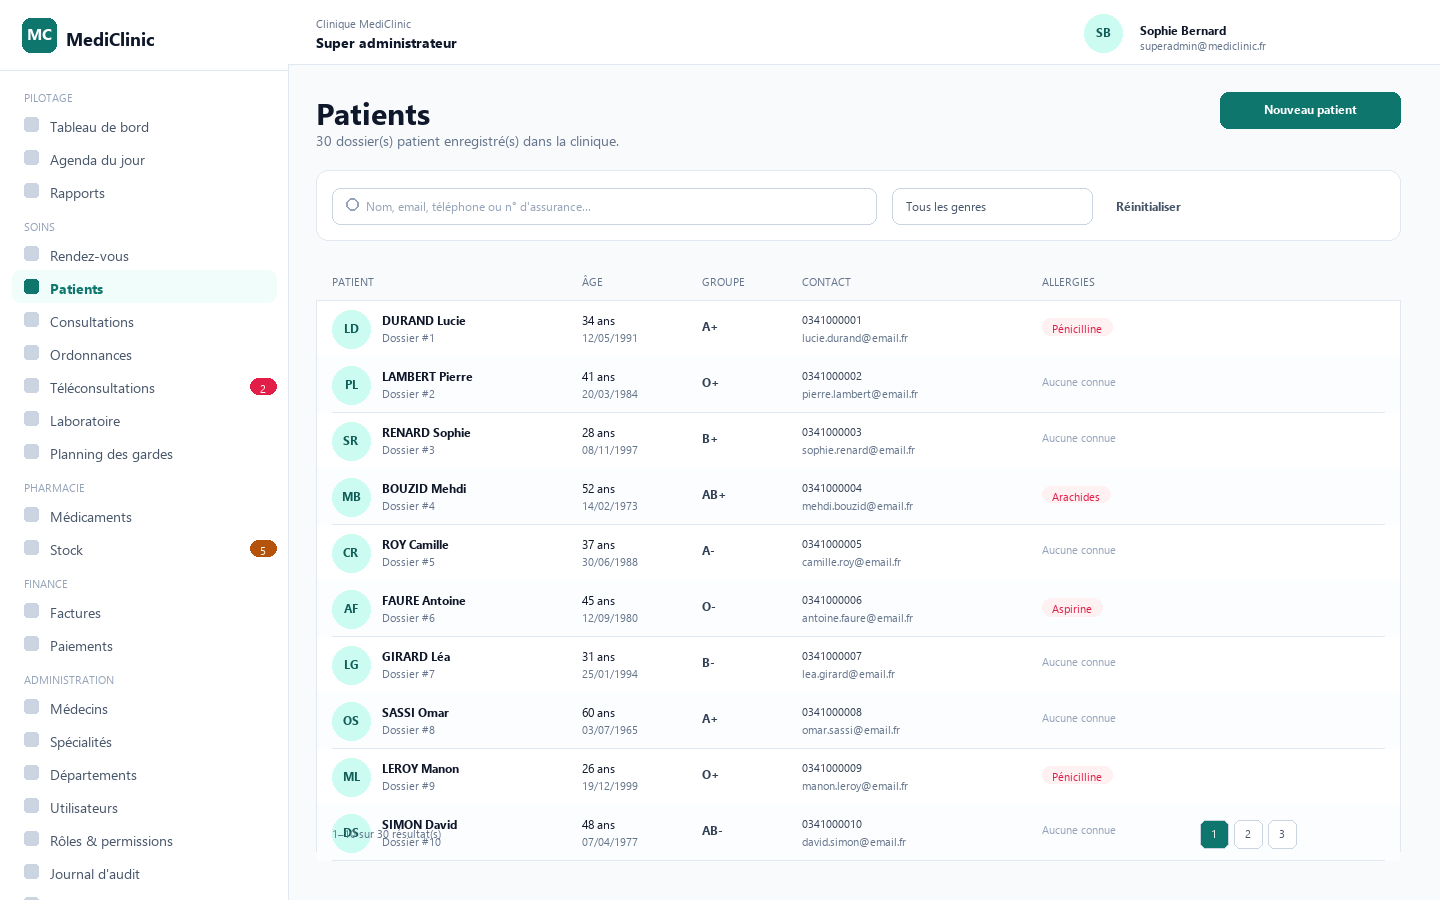 MC MediClinic
Clinique MediClinic
Super administrateur
SB
Sophie Bernard
superadmin@mediclinic.fr
PILOTAGE
Tableau de bord
Agenda du jour
Rapports
SOINS
Rendez-vous
Patients
Consultations
Ordonnances
Téléconsultations 2
Laboratoire
Planning des gardes
PHARMACIE
Médicaments
Stock 5
FINANCE
Factures
Paiements
ADMINISTRATION
Médecins
Spécialités
Départements
Utilisateurs
Rôles & permissions
Journal d'audit
Patients
30 dossier(s) patient enregistré(s) dans la clinique.
Nouveau patient
Nom, email, téléphone ou n° d'assurance...
Tous les genres
Réinitialiser
PATIENT ÂGE GROUPE CONTACT ALLERGIES
LD DURAND Lucie 34 ans A+ 0341000001 Pénicilline
Dossier #1 12/05/1991 lucie.durand@email.fr
PL LAMBERT Pierre 41 ans O+ 0341000002 Aucune connue
Dossier #2 20/03/1984 pierre.lambert@email.fr
SR RENARD Sophie 28 ans B+ 0341000003 Aucune connue
Dossier #3 08/11/1997 sophie.renard@email.fr
MB BOUZID Mehdi 52 ans AB+ 0341000004 Arachides
Dossier #4 14/02/1973 mehdi.bouzid@email.fr
CR ROY Camille 37 ans A- 0341000005 Aucune connue
Dossier #5 30/06/1988 camille.roy@email.fr
AF FAURE Antoine 45 ans O- 0341000006 Aspirine
Dossier #6 12/09/1980 antoine.faure@email.fr
LG GIRARD Léa 31 ans B- 0341000007 Aucune connue
Dossier #7 25/01/1994 lea.girard@email.fr
OS SASSI Omar 60 ans A+ 0341000008 Aucune connue
Dossier #8 03/07/1965 omar.sassi@email.fr
ML LEROY Manon 26 ans O+ 0341000009 Pénicilline
Dossier #9 19/12/1999 manon.leroy@email.fr
DS SIMON David 48 ans AB- 0341000010 Aucune connue
Dossier #10 07/04/1977 david.simon@email.fr
1–10 sur 30 résultat(s)
1 2 3